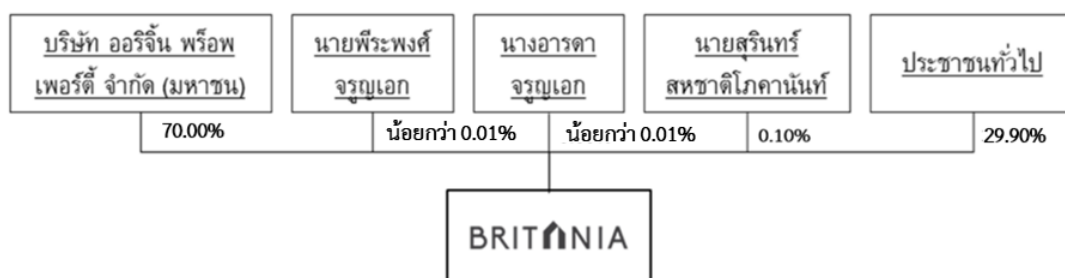 บริษัท ออริจิ้น พร็อพ
เพอร์ตี้ จำกัด (มหาชน)
นายพีระพงศ์
จรูญเอก
นางอารดา
จรูญเอก
นายสุรินทร์
สหชาติโภคานันท์
ประชาชนทั่วไป
70.00%
น้อยกว่า 0.01%
น้อยกว่า 0.01%
0.10%
29.90%
BRITANIA